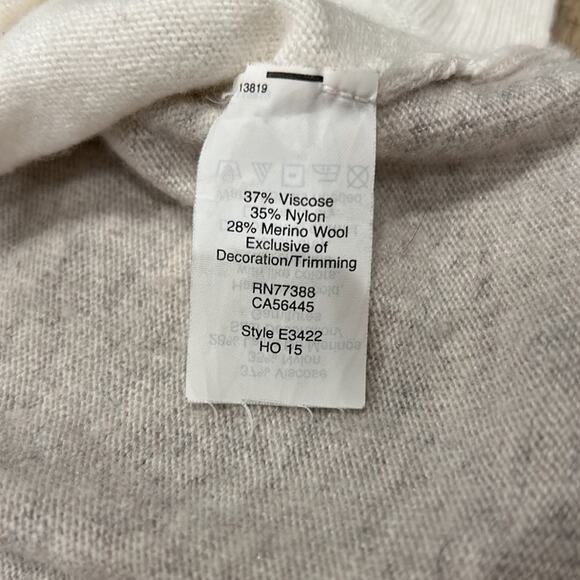 13819
37% Viscose
35% Nylon
28% Merino Wool
Exclusive of
Decoration/Trimming
RN77388
CA56445
Style E3422
HO 15